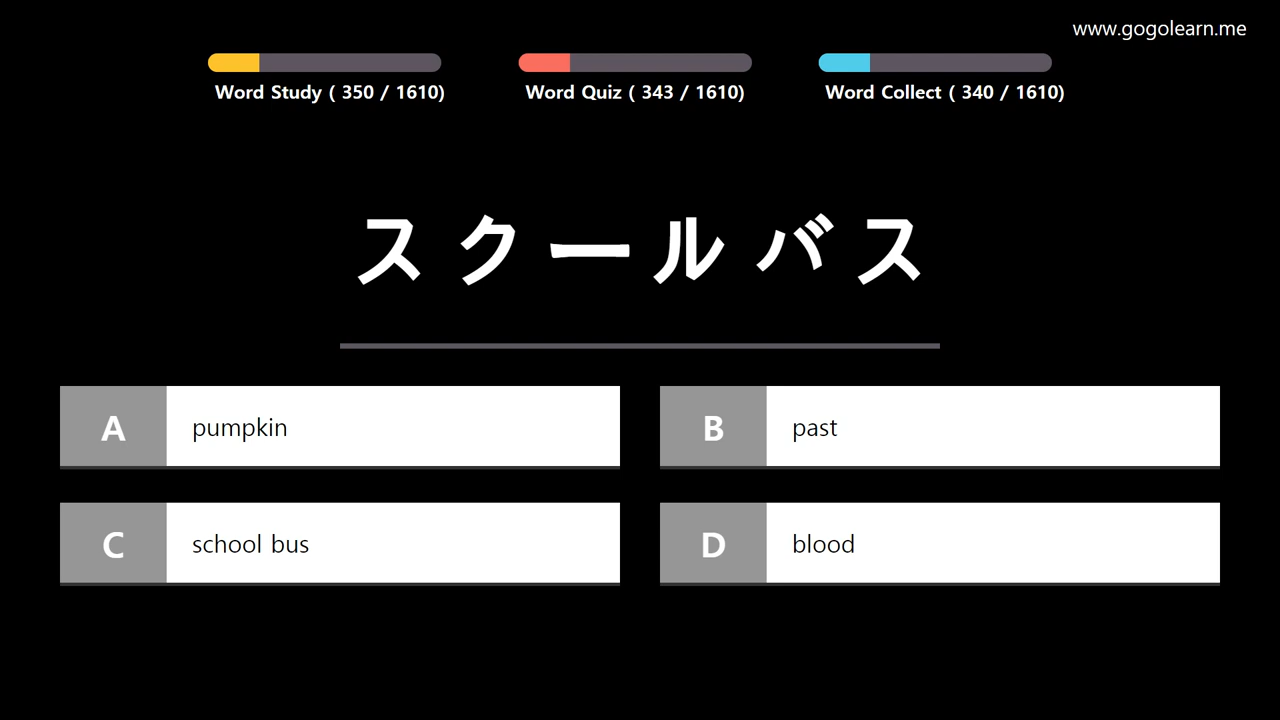 www.gogolearn.me
Word Study ( 350 / 1610)
Word Quiz ( 343 / 1610)
Word Collect ( 340 / 1610)
スクールバス
A pumpkin
B past
C school bus
D blood